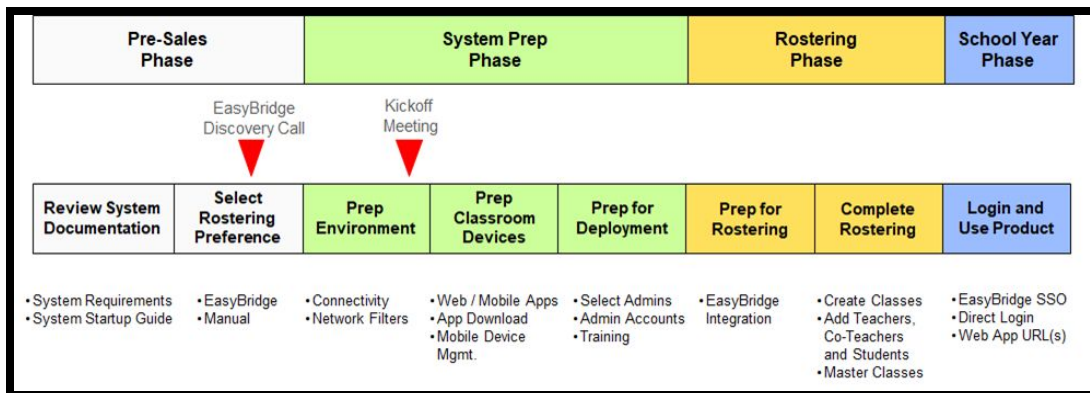 Pre-Sales
Phase
System Prep
Phase
Rostering
Phase
School Year
Phase
EasyBridge
Discovery Call
Kickoff
Meeting
Review System
Documentation
Select
Rostering
Preference
Prep
Environment
Prep
Classroom
Devices
Prep for
Deployment
Prep for
Rostering
Complete
Rostering
Login and
Use Product
• System Requirements
• System Startup Guide
• EasyBridge
• Manual
• Connectivity
• Network Filters
• Web / Mobile Apps
• App Download
• Mobile Device
Mgmt.
• Select Admins
• Admin Accounts
• Training
• EasyBridge
Integration
• Create Classes
• Add Teachers,
Co-Teachers
and Students
• Master Classes
• EasyBridge SSO
• Direct Login
• Web App URL(s)